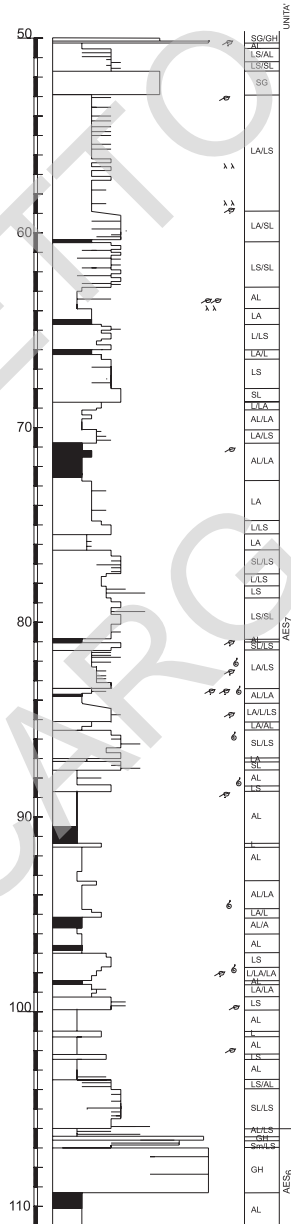 UNITA'
50
SG/GH
AL
LS/AL
LS/SL
SG
LA/LS
LA/SL
60
LS/SL
AL
LA
L/LS
LA/L
LS
SL
L/LA
AL/LA
70
LA/LS
AL/LA
LA
L/LS
LA
SL/LS
L/LS
LS
LS/SL
80
AES7
AL
SL/LS
LA/LS
AL/LA
LA/L/LS
LA/AL
SL/LS
LA
SL
AL
LS
90
AL
L
AL
AL/LA
LA/L
AL/A
AL
LS
L/LA/LA
AL
LA/LA
LS
100
AL
L
AL
LS
AL
LS/AL
SL/LS
AL/LS
GH
Sm/LS
GH
AES6
110
AL